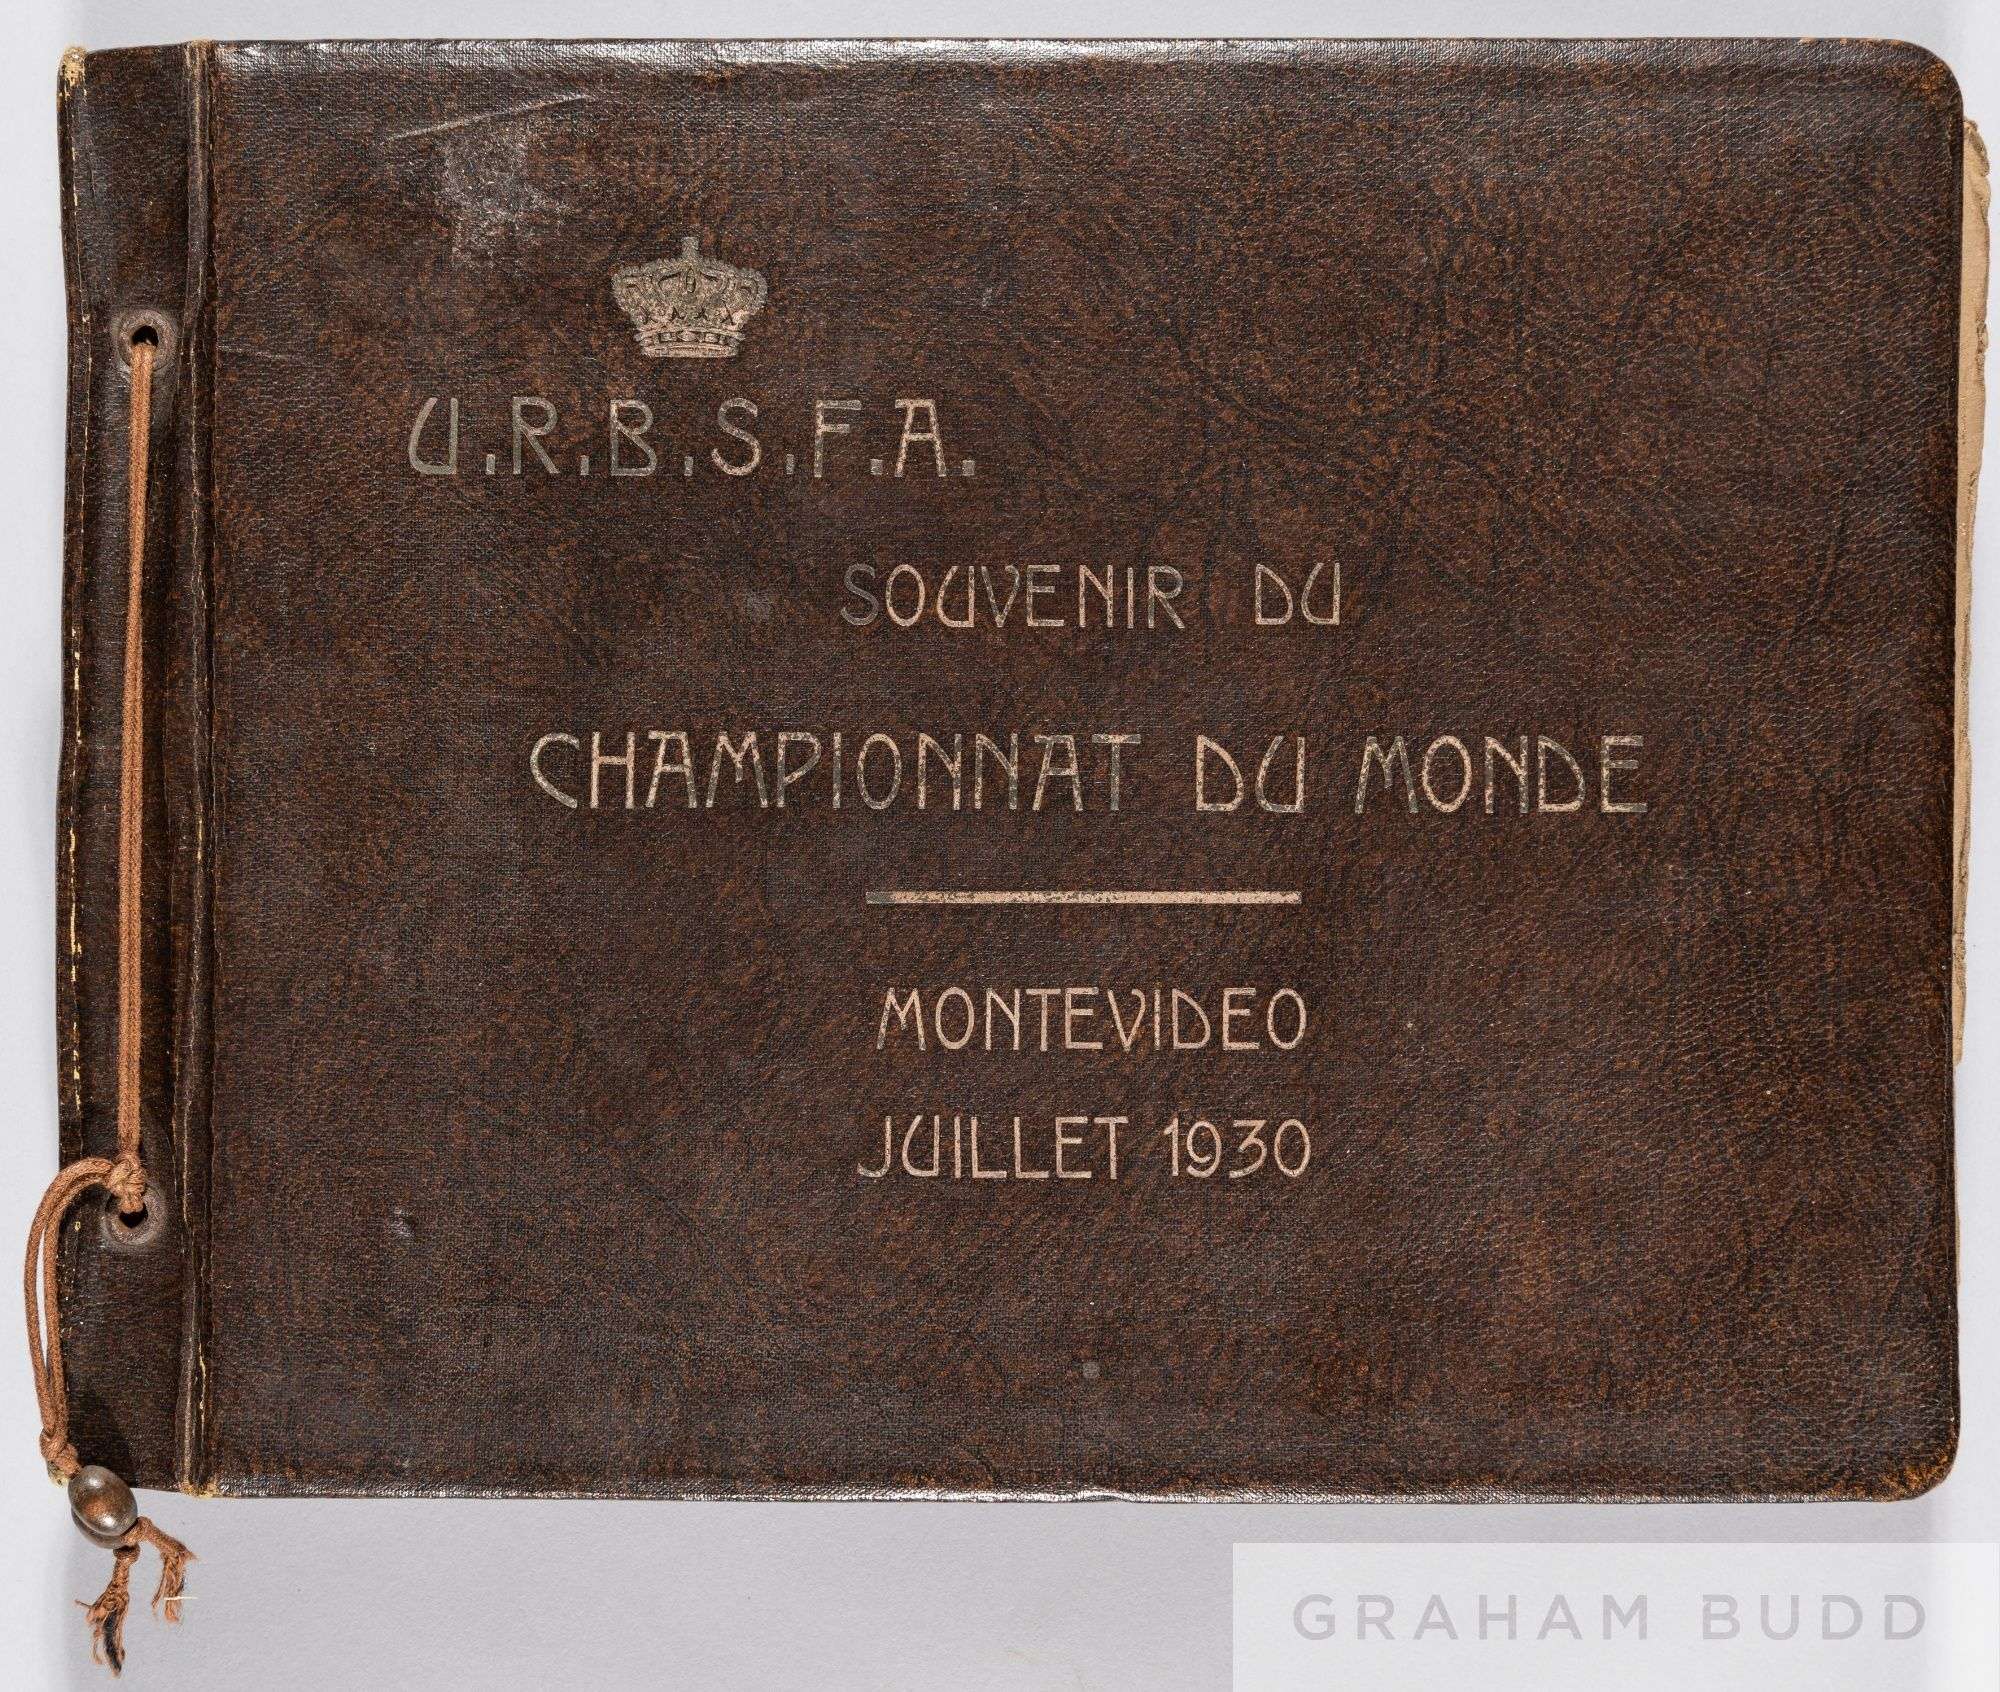 U.R.B.S.F.A.
SOUVENIR DU
CHAMPIONNAT DU MONDE
MONTEVIDEO
JUILLET 1930
GRAHAM BUDD